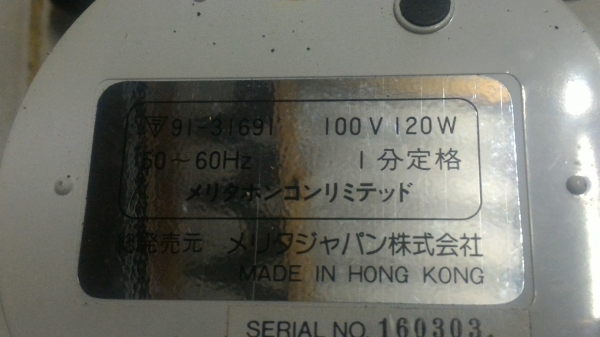 ▽〒 91-31691 100V 120W
50~60Hz 1分定格
メリタホンコンリミテッド
総発売元 メリタジャパン株式会社
MADE IN HONG KONG
SERIAL NO. 160303